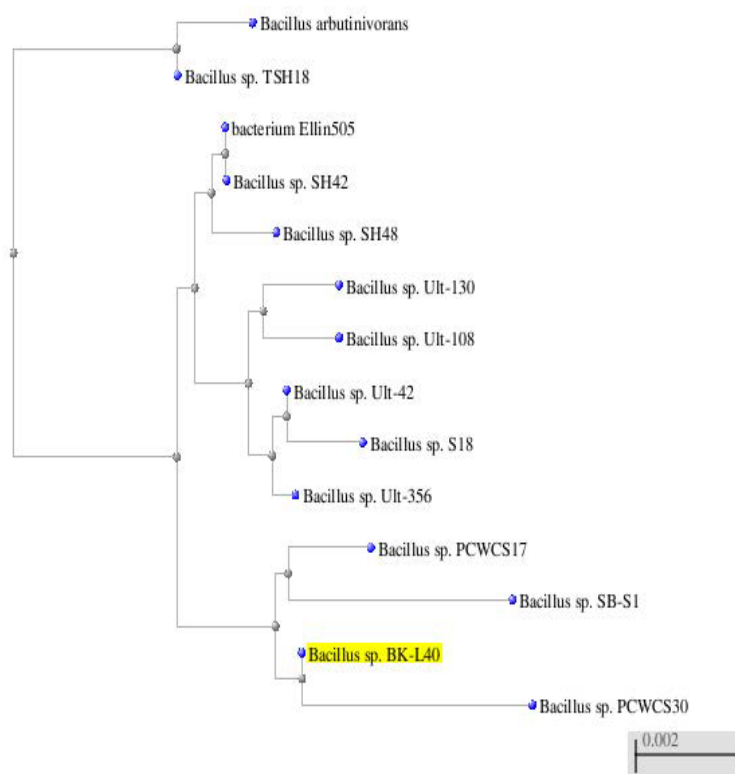 Bacillus arbutinivorans
Bacillus sp. TSH18
bacterium Ellin505
Bacillus sp. SH42
Bacillus sp. SH48
Bacillus sp. Ult-130
Bacillus sp. Ult-108
Bacillus sp. Ult-42
Bacillus sp. S18
Bacillus sp. Ult-356
Bacillus sp. PCWCS17
Bacillus sp. SB-S1
Bacillus sp. BK-L40
Bacillus sp. PCWCS30
0.002